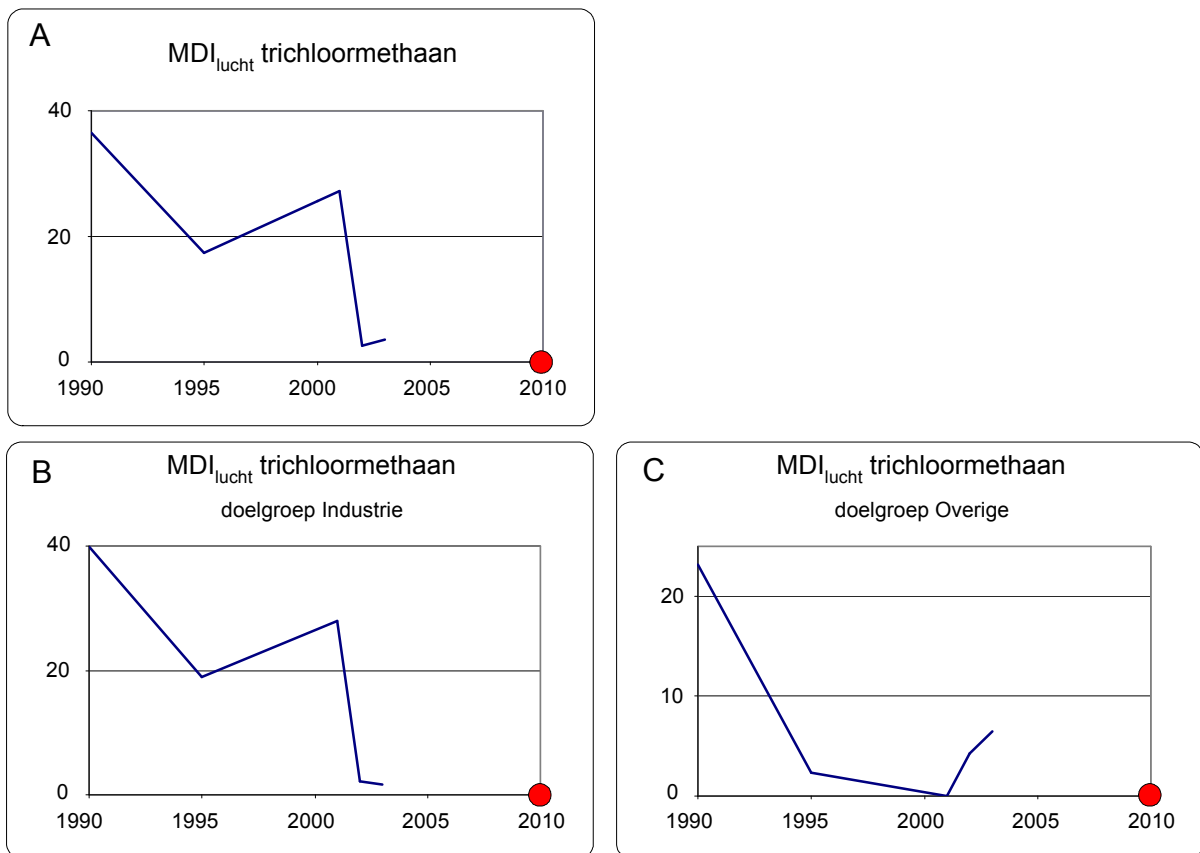 A
MDIlucht trichloormethaan
40
20
0
1990 1995 2000 2005 2010
B
MDIlucht trichloormethaan
doelgroep Industrie
40
20
0
1990 1995 2000 2005 2010
C
MDIlucht trichloormethaan
doelgroep Overige
20
10
0
1990 1995 2000 2005 2010